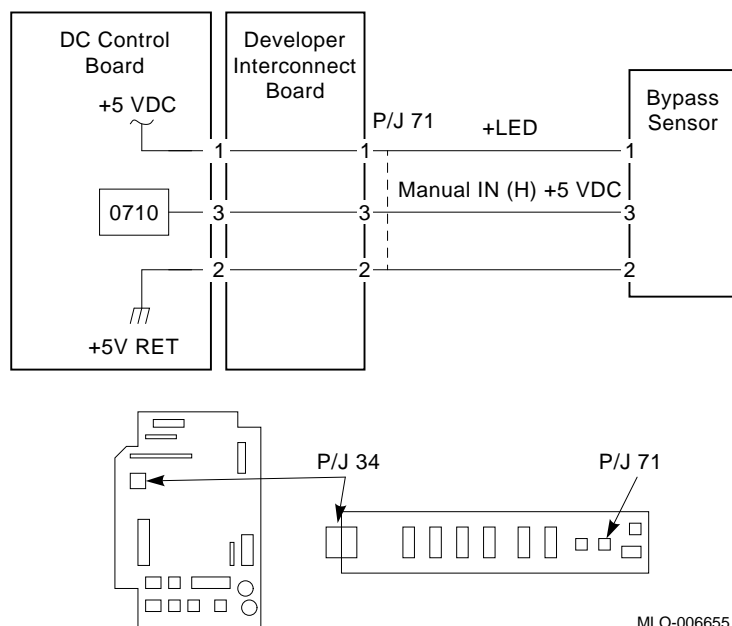 DC Control
Board
Developer
Interconnect
Board
Bypass
Sensor
+5 VDC
P/J 71
+LED
1
1
1
0710
Manual IN (H) +5 VDC
3
3
3
2
2
2
+5V RET
P/J 34
P/J 71
MLO-006655